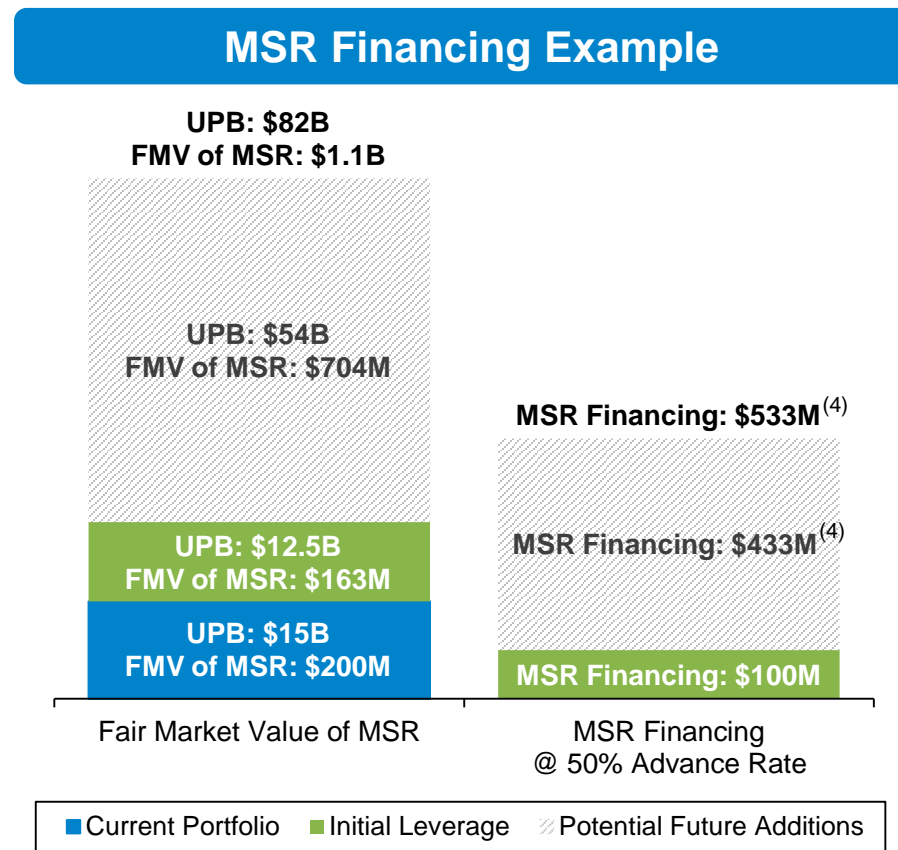 MSR Financing Example
UPB: $82B
FMV of MSR: $1.1B
UPB: $54B
FMV of MSR: $704M
UPB: $12.5B
FMV of MSR: $163M
UPB: $15B
FMV of MSR: $200M
MSR Financing: $533M(4)
MSR Financing: $433M(4)
MSR Financing: $100M
Fair Market Value of MSR
MSR Financing
@ 50% Advance Rate
Current Portfolio Initial Leverage Potential Future Additions